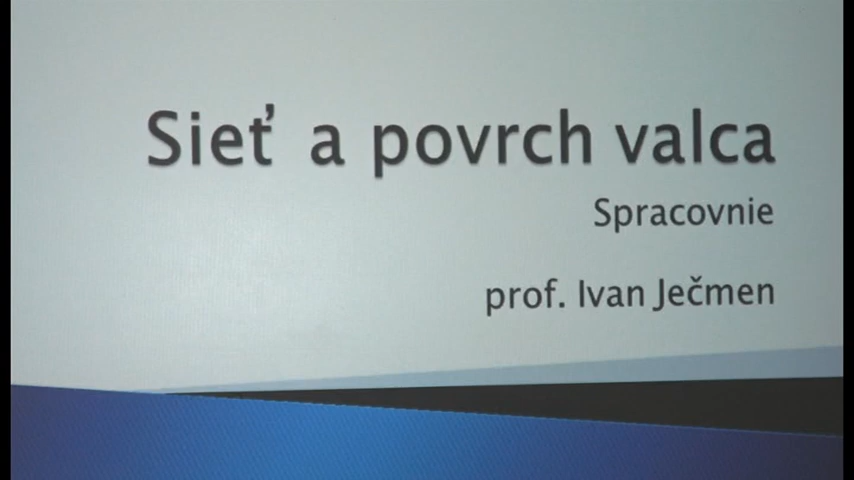 Sieť a povrch valca
Spracovnie
prof. Ivan Ječmen